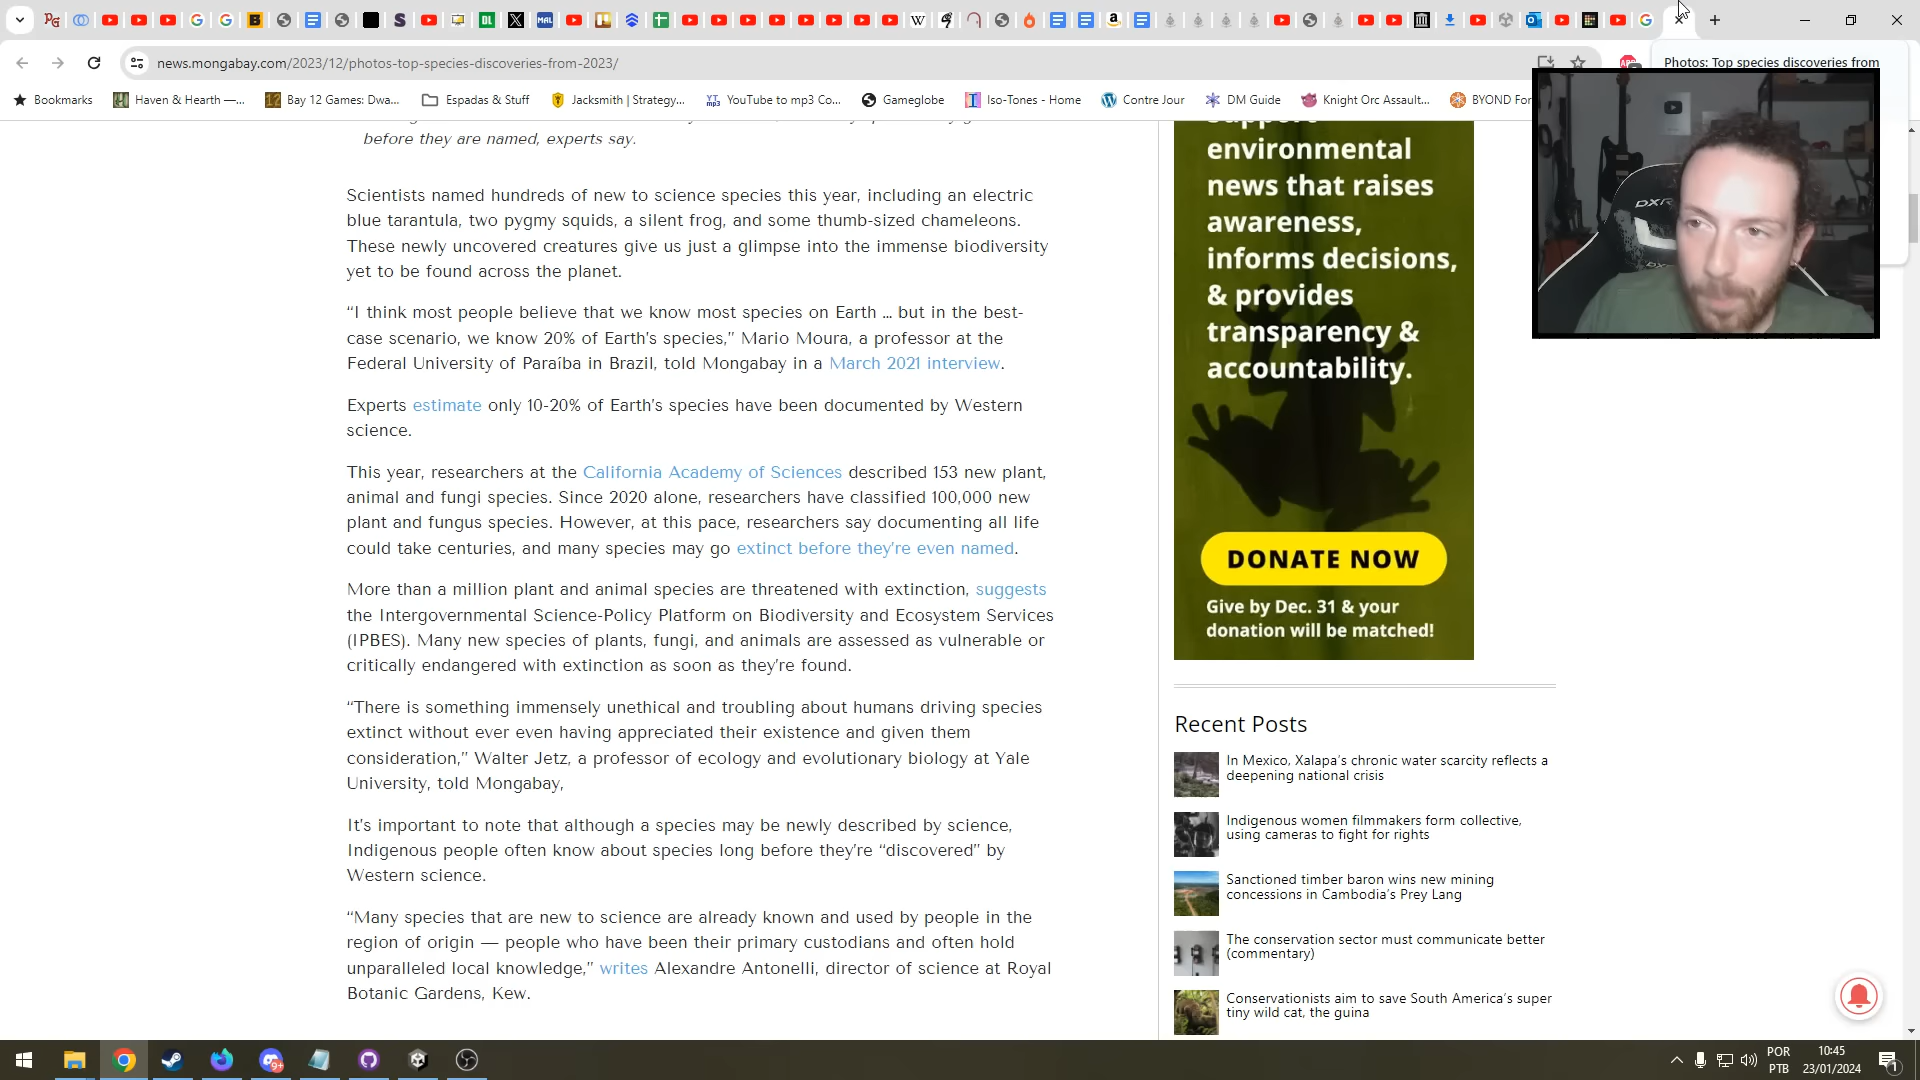 news.mongabay.com/2023/12/photos-top-species-discoveries-from-2023/
Photos: Top species discoveries from
Bookmarks
Haven & Hearth —...
Bay 12 Games: Dwa...
Espadas & Stuff
Jacksmith | Strategy...
YouTube to mp3 Co...
Gameglobe
Iso-Tones - Home
Contre Jour
DM Guide
Knight Orc Assault...
BYOND For
before they are named, experts say.
Scientists named hundreds of new to science species this year, including an electric
blue tarantula, two pygmy squids, a silent frog, and some thumb-sized chameleons.
These newly uncovered creatures give us just a glimpse into the immense biodiversity
yet to be found across the planet.
“I think most people believe that we know most species on Earth … but in the best-
case scenario, we know 20% of Earth’s species,” Mario Moura, a professor at the
Federal University of Paraíba in Brazil, told Mongabay in a March 2021 interview.
Experts estimate only 10-20% of Earth’s species have been documented by Western
science.
This year, researchers at the California Academy of Sciences described 153 new plant,
animal and fungi species. Since 2020 alone, researchers have classified 100,000 new
plant and fungus species. However, at this pace, researchers say documenting all life
could take centuries, and many species may go extinct before they’re even named.
More than a million plant and animal species are threatened with extinction, suggests
the Intergovernmental Science-Policy Platform on Biodiversity and Ecosystem Services
(IPBES). Many new species of plants, fungi, and animals are assessed as vulnerable or
critically endangered with extinction as soon as they’re found.
“There is something immensely unethical and troubling about humans driving species
extinct without ever even having appreciated their existence and given them
consideration,” Walter Jetz, a professor of ecology and evolutionary biology at Yale
University, told Mongabay,
It’s important to note that although a species may be newly described by science,
Indigenous people often know about species long before they’re “discovered” by
Western science.
“Many species that are new to science are already known and used by people in the
region of origin — people who have been their primary custodians and often hold
unparalleled local knowledge,” writes Alexandre Antonelli, director of science at Royal
Botanic Gardens, Kew.
Support
environmental
news that raises
awareness,
informs decisions,
& provides
transparency &
accountability.
DONATE NOW
Give by Dec. 31 & your
donation will be matched!
Recent Posts
In Mexico, Xalapa’s chronic water scarcity reflects a
deepening national crisis
Indigenous women filmmakers form collective,
using cameras to fight for rights
Sanctioned timber baron wins new mining
concessions in Cambodia’s Prey Lang
The conservation sector must communicate better
(commentary)
Conservationists aim to save South America’s super
tiny wild cat, the guina
DXR
POR
PTB
10:45
23/01/2024